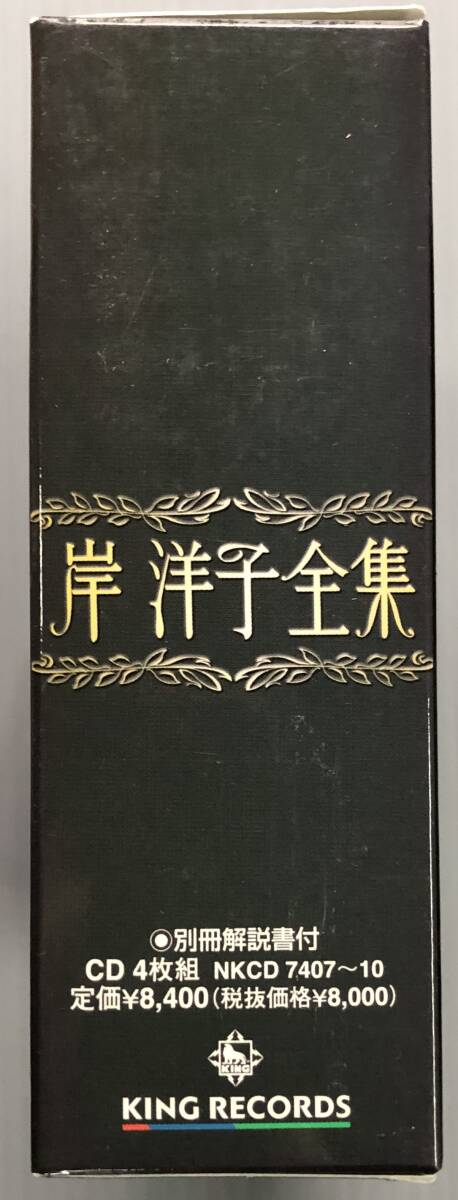 岸 洋子全集
◎別冊解説書付
CD 4枚組 NKCD 7407～10
定価¥8,400(税抜価格¥8,000)
KING
KING RECORDS